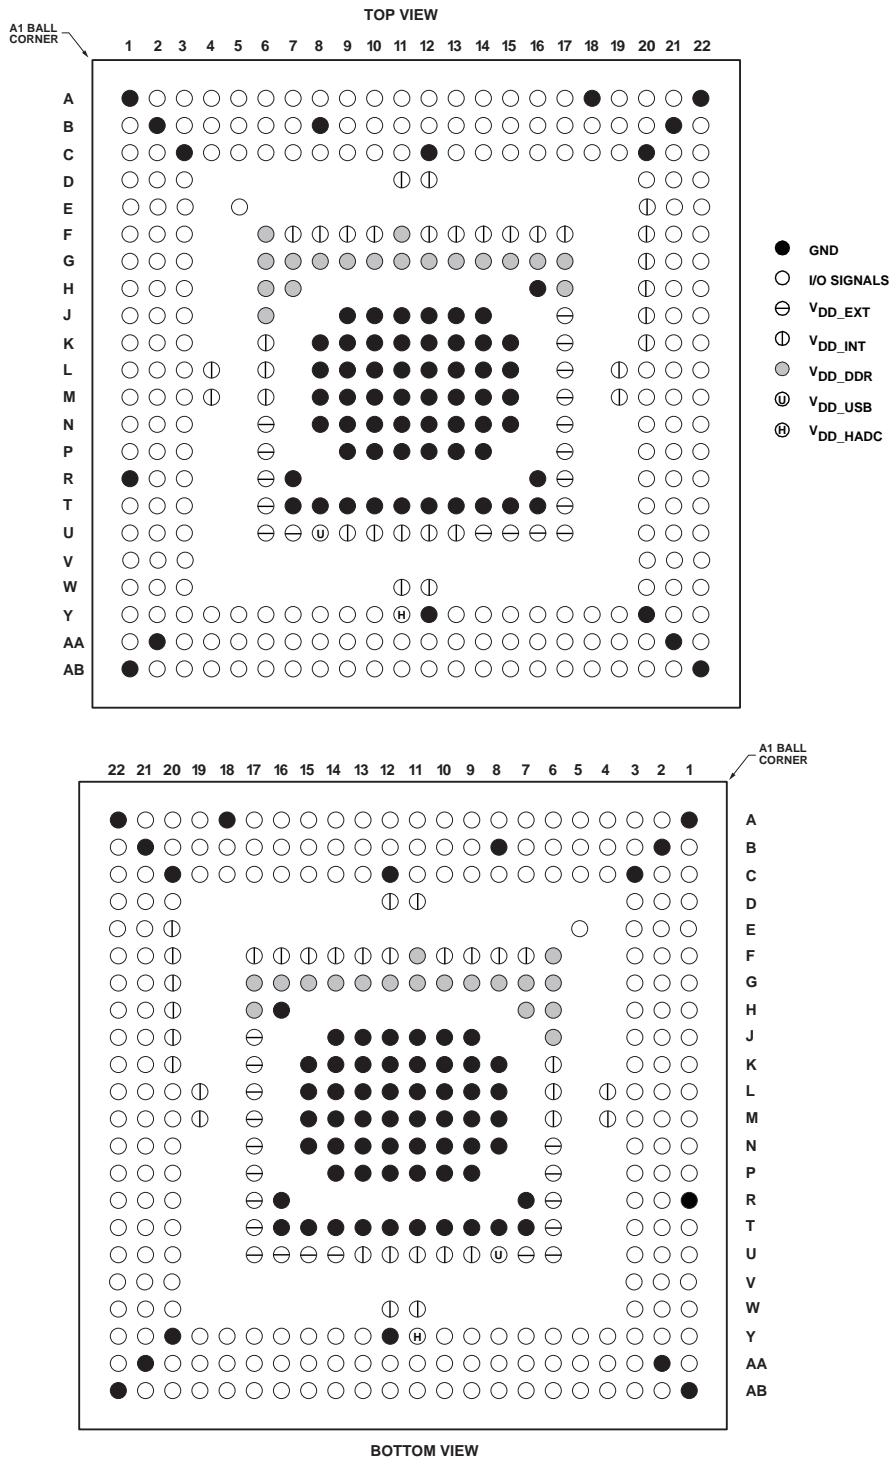 TOP VIEW
A1 BALL
CORNER
1 2 3 4 5 6 7 8 9 10 11 12 13 14 15 16 17 18 19 20 21 22
A
B
C
D
E
F
G
H
J
K
L
M
N
P
R
T
U U
V
W
Y H
AA
AB
GND
I/O SIGNALS
VDD_EXT
VDD_INT
VDD_DDR
U VDD_USB
H VDD_HADC
A1 BALL
CORNER
22 21 20 19 18 17 16 15 14 13 12 11 10 9 8 7 6 5 4 3 2 1
A
B
C
D
E
F
G
H
J
K
L
M
N
P
R
T
U U
V
W
H Y
AA
AB
BOTTOM VIEW